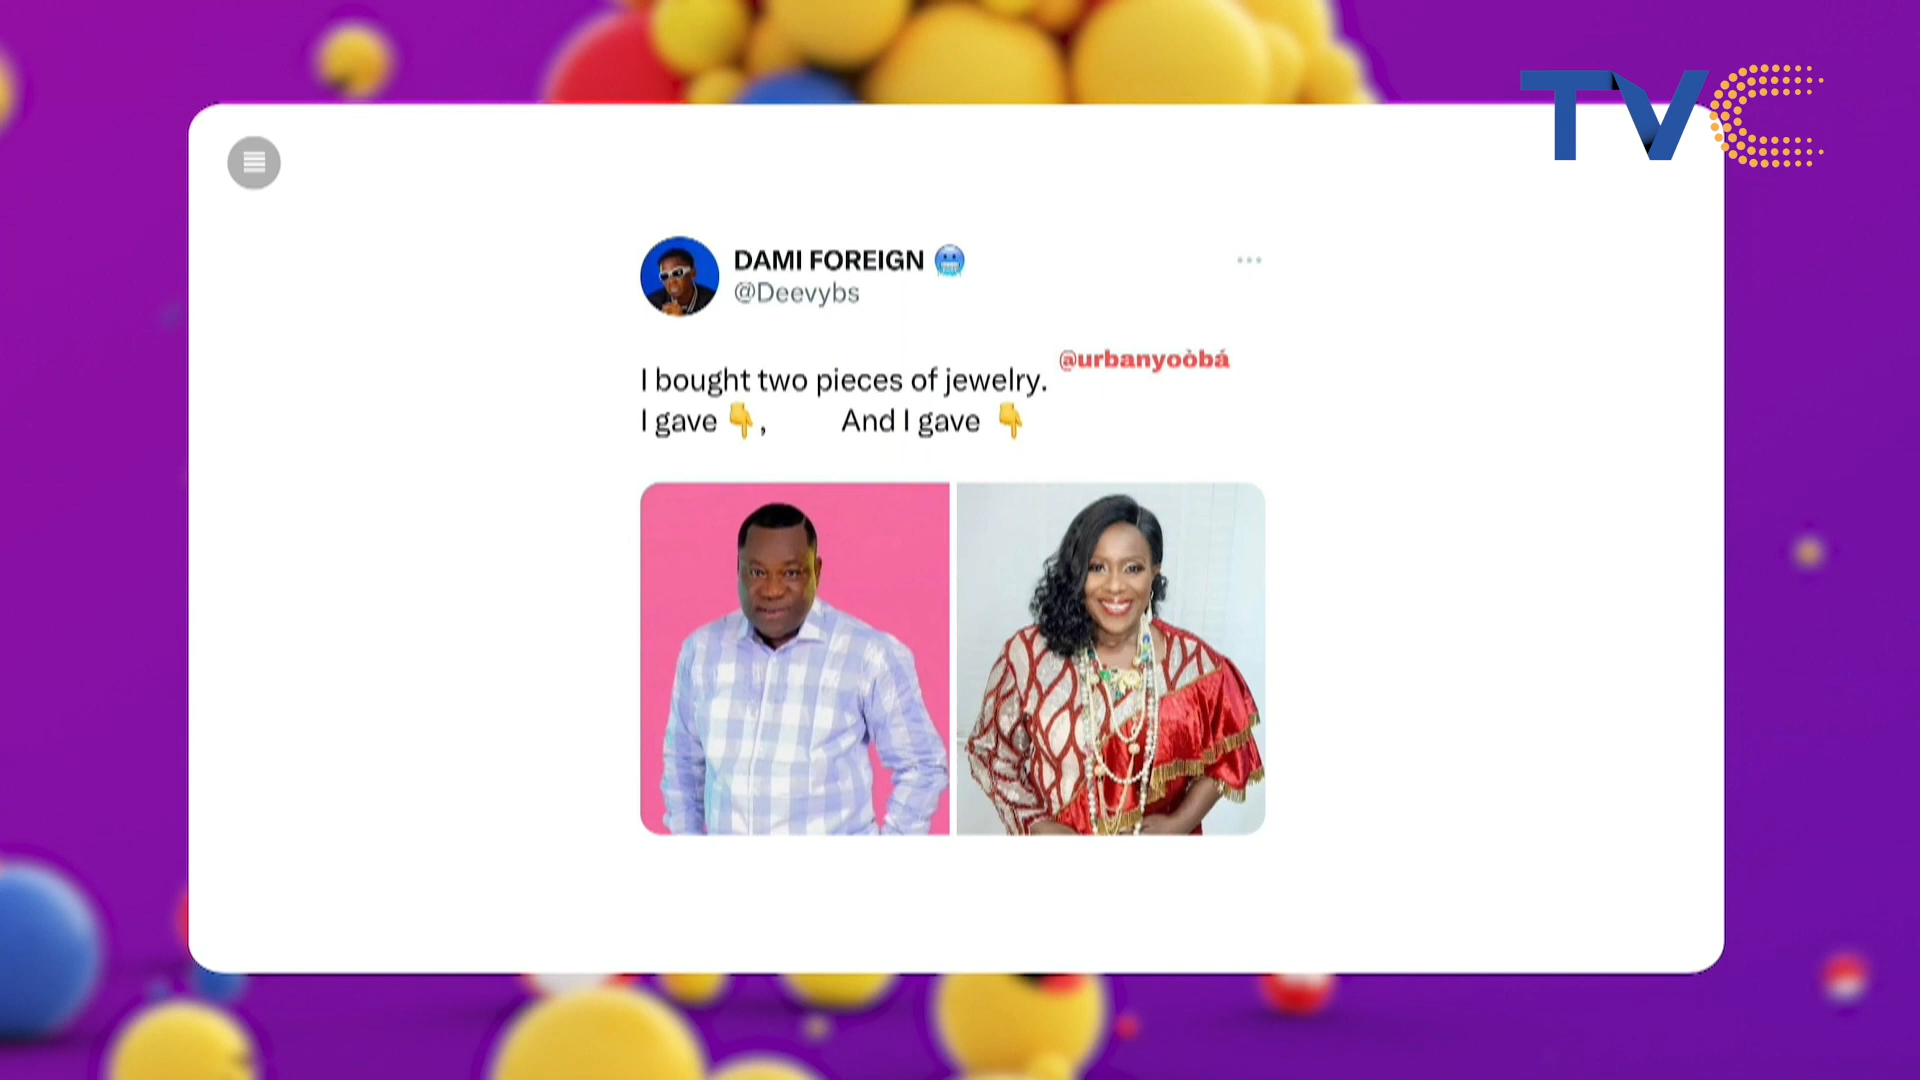 TVC
DAMI FOREIGN 🥶
@Deevybs
@urbanyoòbá
I bought two pieces of jewelry.
I gave 👇, And I gave 👇